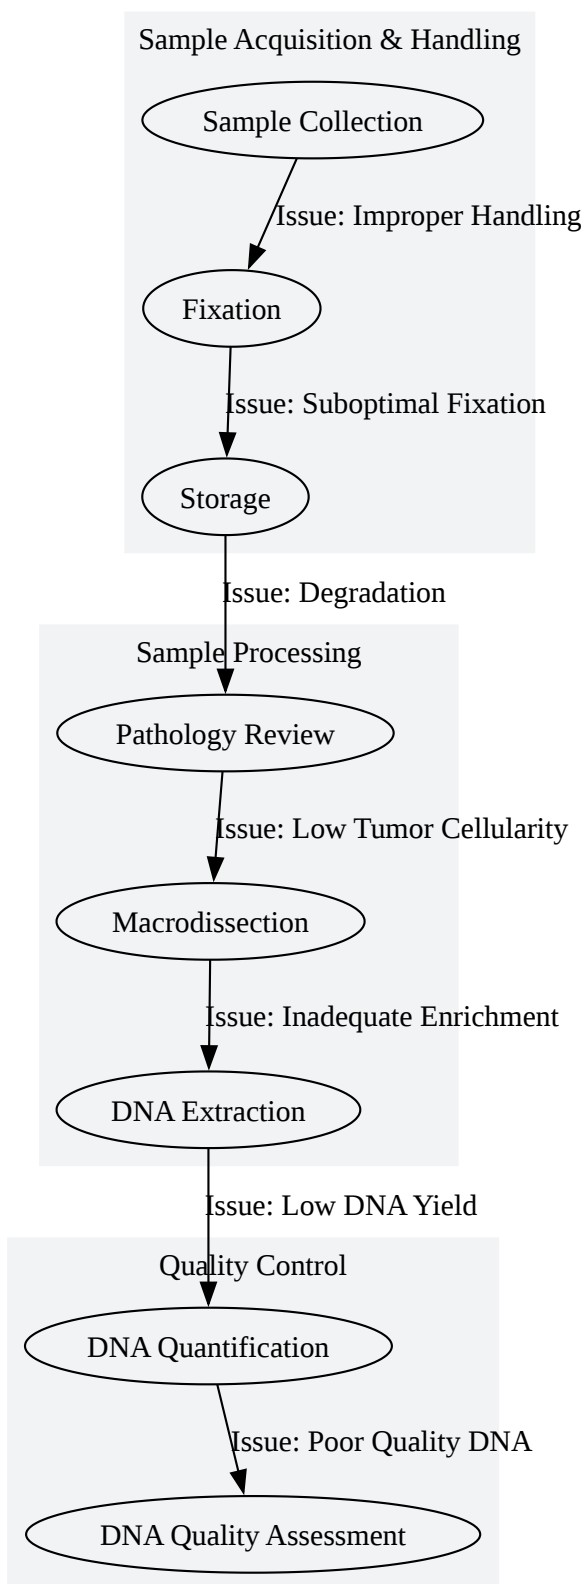 Sample Acquisition & Handling
Sample Collection
Issue: Improper Handling
Fixation
Issue: Suboptimal Fixation
Storage
Issue: Degradation
Sample Processing
Pathology Review
Issue: Low Tumor Cellularity
Macrodissection
Issue: Inadequate Enrichment
DNA Extraction
Issue: Low DNA Yield
Quality Control
DNA Quantification
Issue: Poor Quality DNA
DNA Quality Assessment